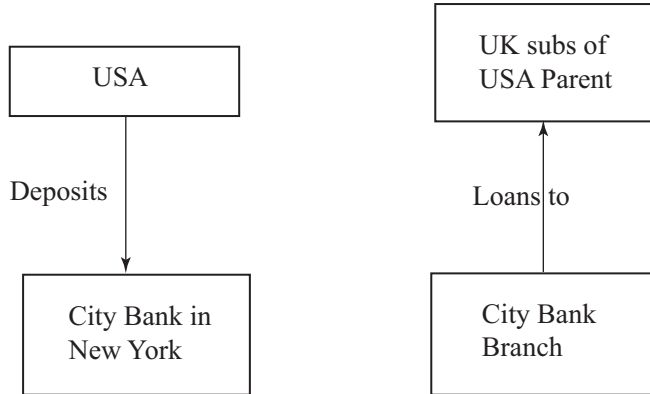 USA
Deposits
City Bank in
New York
UK subs of
USA Parent
Loans to
City Bank
Branch